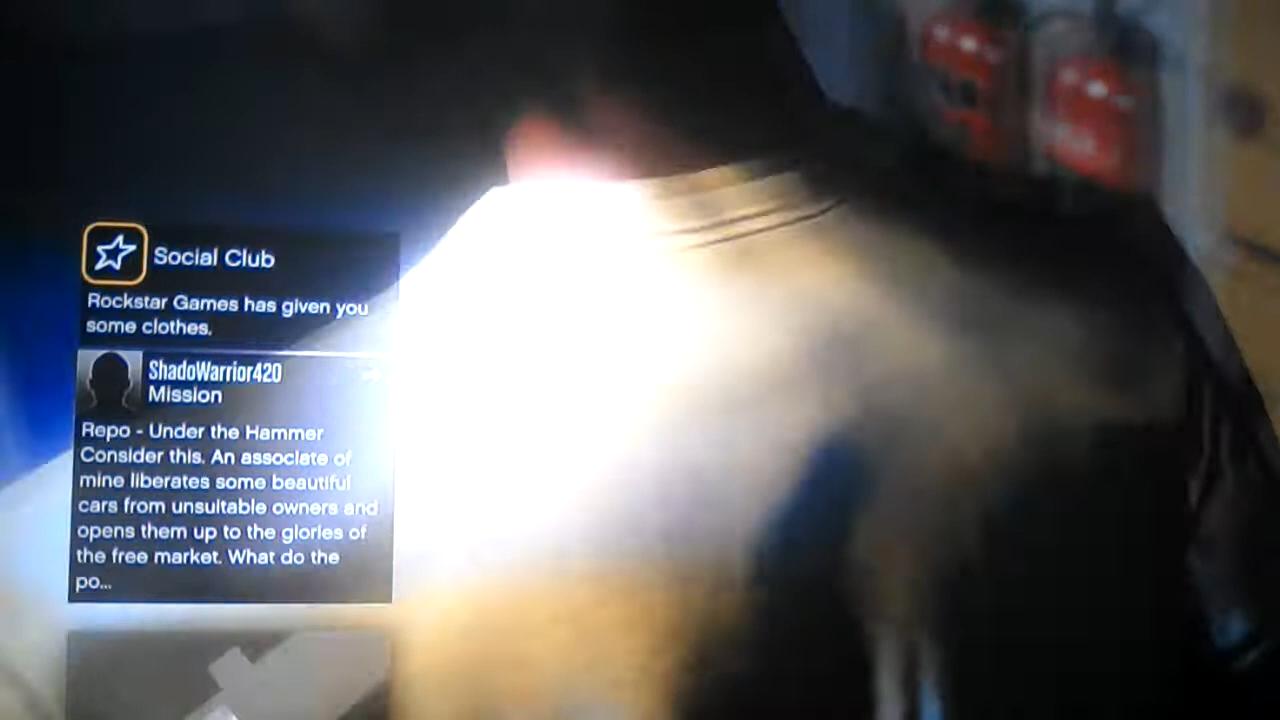 Social Club
Rockstar Games has given you
some clothes.
ShadoWarrior420
Mission
Repo - Under the Hammer
Consider this. An associate of
mine liberates some beautiful
cars from unsuitable owners and
opens them up to the glories of
the free market. What do the
po...